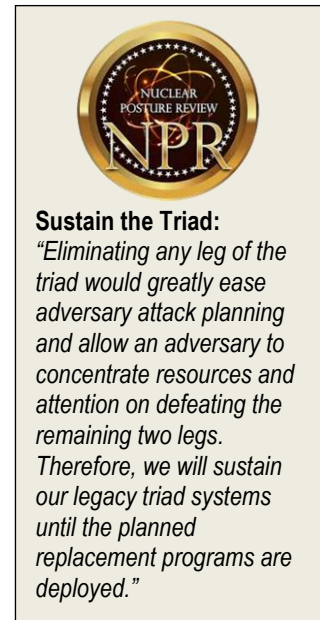 NUCLEAR
POSTURE REVIEW
NPR
Sustain the Triad:
“Eliminating any leg of the
triad would greatly ease
adversary attack planning
and allow an adversary to
concentrate resources and
attention on defeating the
remaining two legs.
Therefore, we will sustain
our legacy triad systems
until the planned
replacement programs are
deployed.”